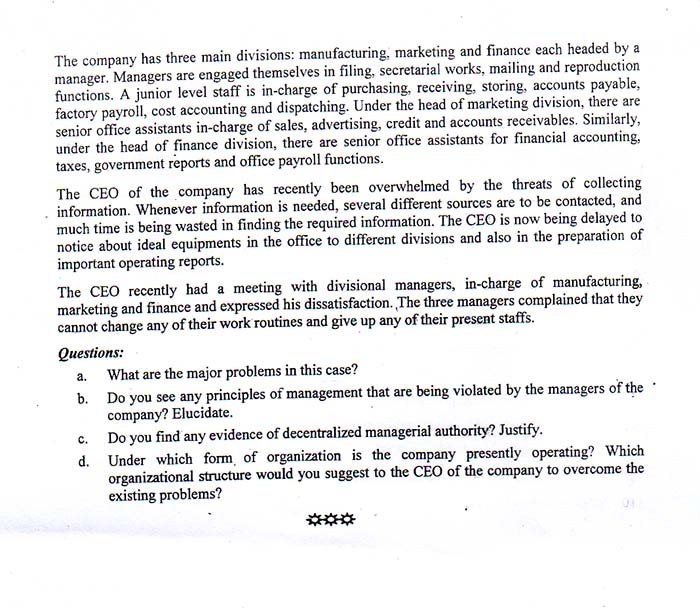 The company has three main divisions: manufacturing, marketing and finance each headed by a
manager. Managers are engaged themselves in filing, secretarial works, mailing and reproduction
functions. A junior level staff is in-charge of purchasing, receiving, storing, accounts payable,
factory payroll, cost accounting and dispatching. Under the head of marketing division, there are
senior office assistants in-charge of sales, advertising, credit and accounts receivables. Similarly,
under the head of finance division, there are senior office assistants for financial accounting,
taxes, government reports and office payroll functions.
The CEO of the company has recently been overwhelmed by the threats of collecting
information. Whenever information is needed, several different sources are to be contacted, and
much time is being wasted in finding the required information. The CEO is now being delayed to
notice about ideal equipments in the office to different divisions and also in the preparation of
important operating reports.
The CEO recently had a meeting with divisional managers, in-charge of manufacturing,
marketing and finance and expressed his dissatisfaction. The three managers complained that they
cannot change any of their work routines and give up any of their present staffs.
Questions:
a. What are the major problems in this case?
b. Do you see any principles of management that are being violated by the managers of the
company? Elucidate.
c. Do you find any evidence of decentralized managerial authority? Justify.
d. Under which form of organization is the company presently operating? Which
organizational structure would you suggest to the CEO of the company to overcome the
existing problems?